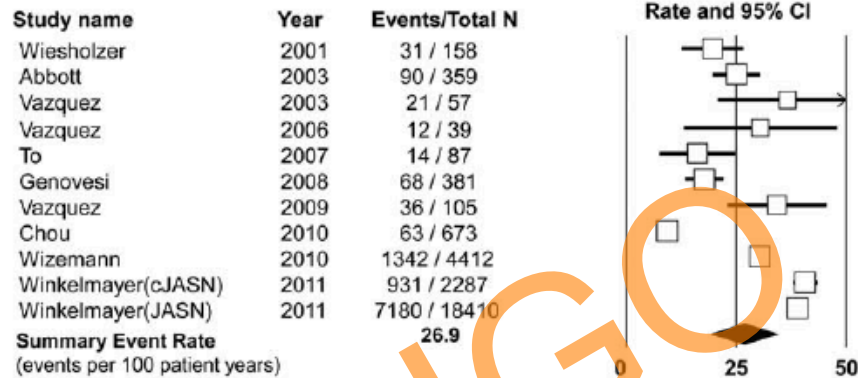 Study name Year Events/Total N Rate and 95% CI
Wiesholzer 2001 31 / 158
Abbott 2003 90 / 359
Vazquez 2003 21 / 57
Vazquez 2006 12 / 39
To 2007 14 / 87
Genovesi 2008 68 / 381
Vazquez 2009 36 / 105
Chou 2010 63 / 673
Wizemann 2010 1342 / 4412
Winkelmayer(cJASN) 2011 931 / 2287
Winkelmayer(JASN) 2011 7180 / 18410
Summary Event Rate 26.9
(events per 100 patient years) 0 25 50